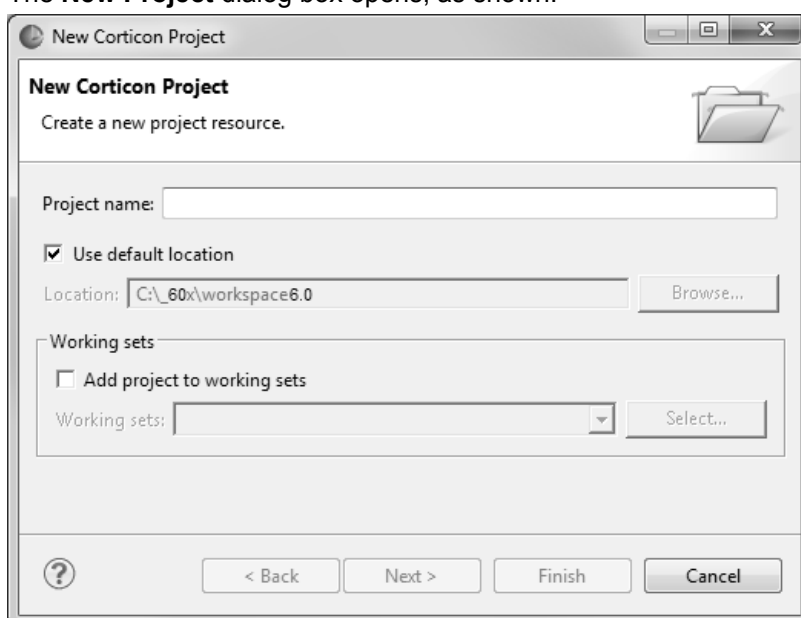 The New Project dialog box opens, as shown:
New Corticon Project
New Corticon Project
Create a new project resource.
Project name:
Use default location
Location: C:\_60x\workspace6.0 Browse...
Working sets
Add project to working sets
Working sets: Select...
? < Back Next > Finish Cancel